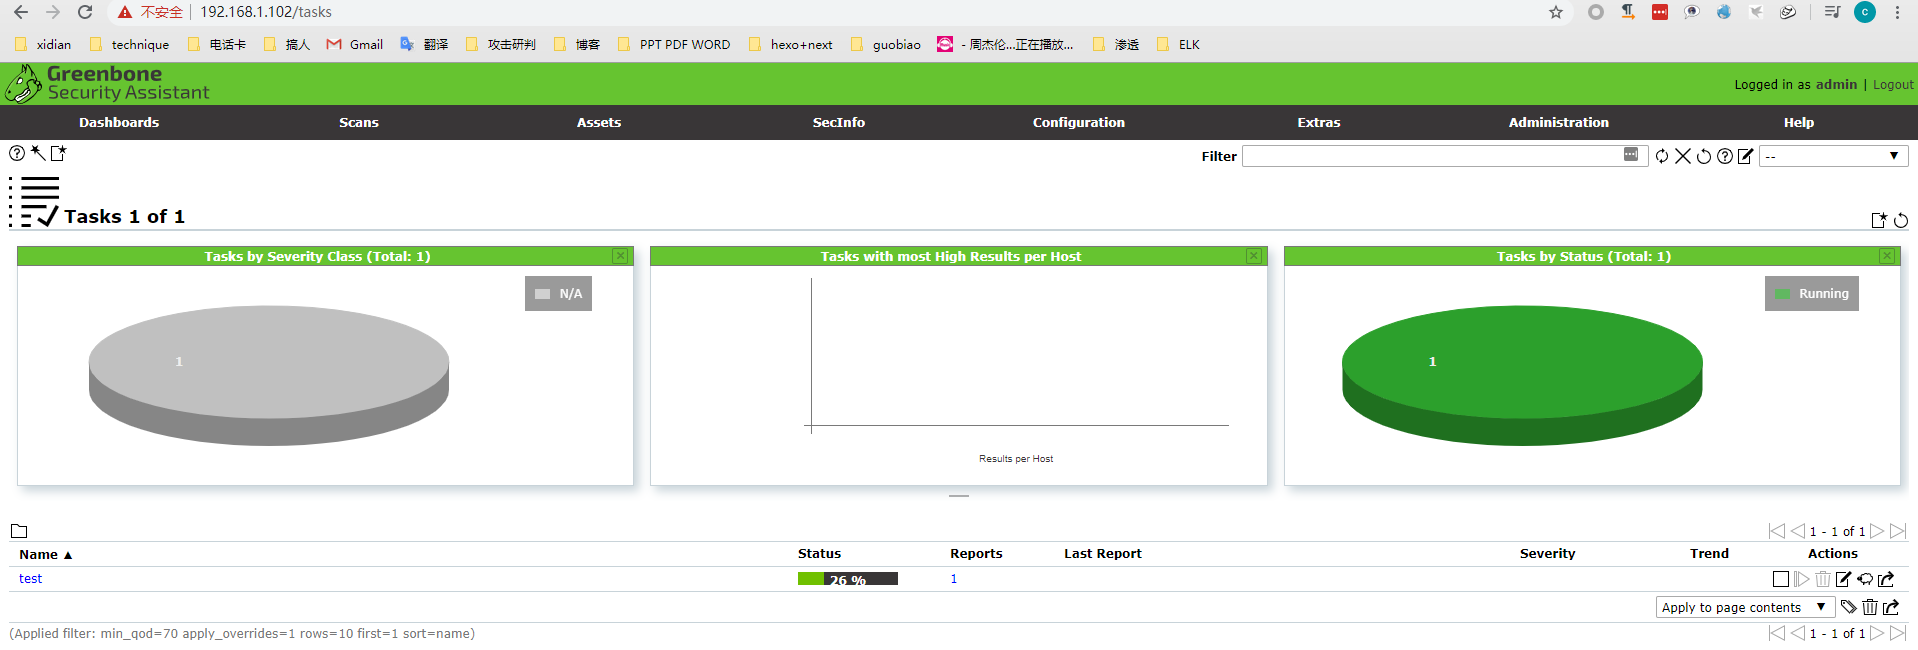 不安全 | 192.168.1.102/tasks
c
xidian technique 电话卡 搞人 Gmail 翻译 攻击研判 博客 PPT PDF WORD hexo+next guobiao - 周杰伦...正在播放... 渗透 ELK
Greenbone
Security Assistant
Logged in as admin | Logout
Dashboards Scans Assets SecInfo Configuration Extras Administration Help
Filter --
Tasks 1 of 1
Tasks by Severity Class (Total: 1) Tasks with most High Results per Host Tasks by Status (Total: 1)
N/A Running
1 1
Results per Host
1 - 1 of 1
Name ▲ Status Reports Last Report Severity Trend Actions
test 26 % 1
Apply to page contents ▼
(Applied filter: min_qod=70 apply_overrides=1 rows=10 first=1 sort=name) 1 - 1 of 1